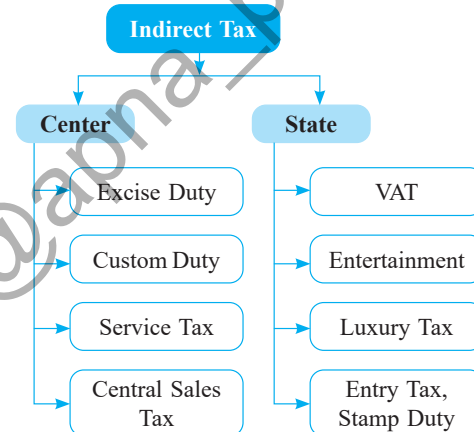 Indirect Tax
Center
State
Excise Duty
VAT
Custom Duty
Entertainment
Service Tax
Luxury Tax
Central Sales
Tax
Entry Tax,
Stamp Duty